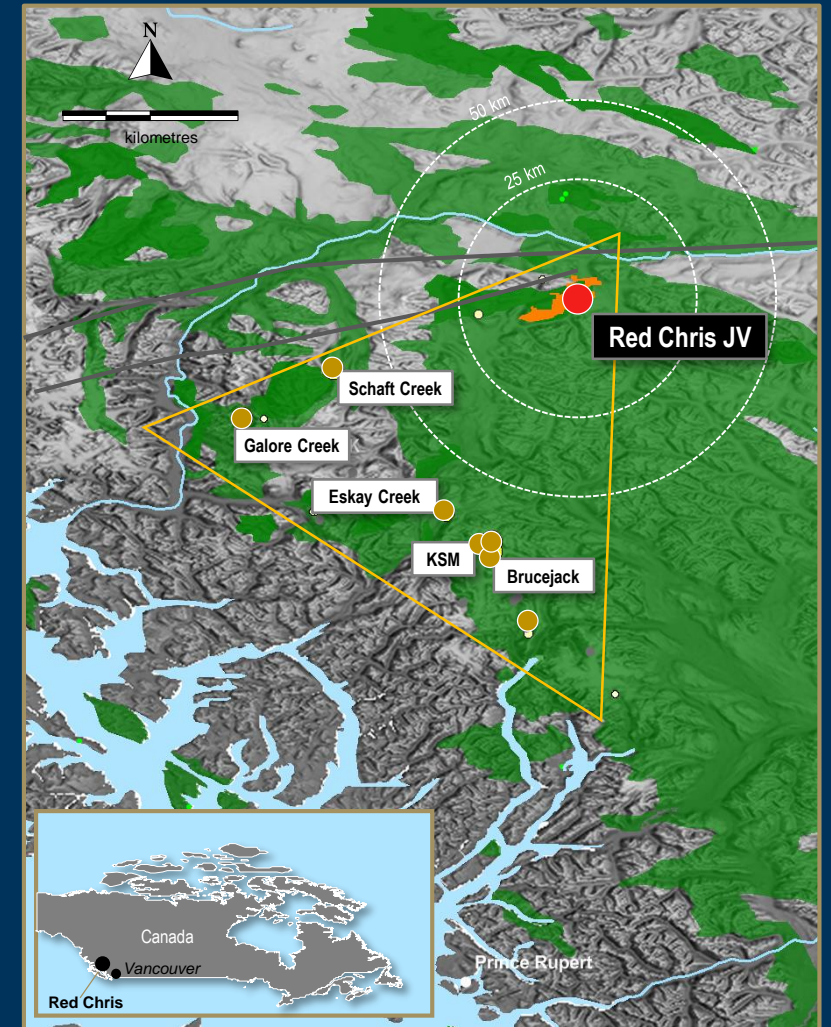 N
kilometres
50 km
25 km
Red Chris JV
Schaft Creek
Galore Creek
Eskay Creek
KSM
Brucejack
Canada
Vancouver
Red Chris
Prince Rupert